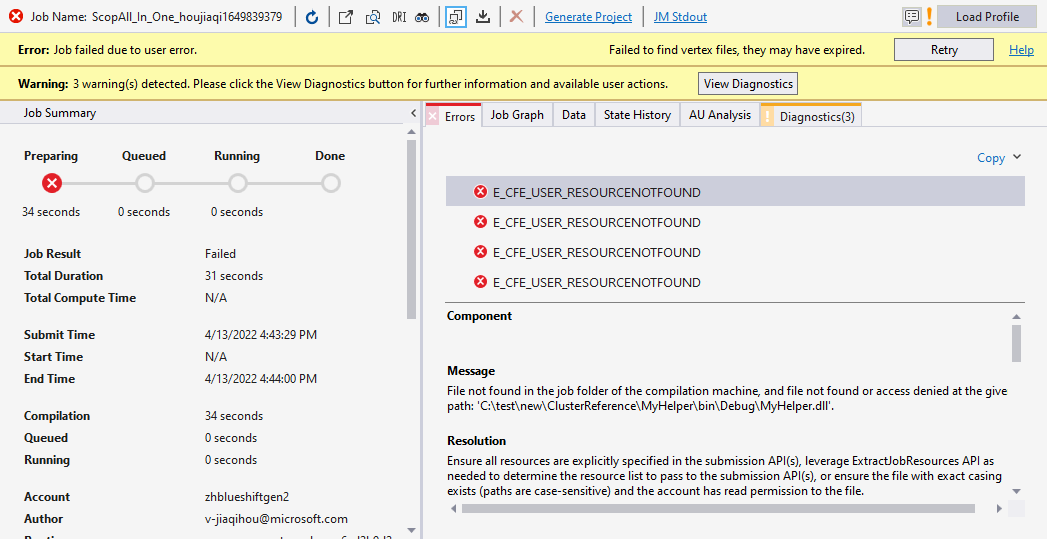 Job Name: ScopAll_In_One_houjiaqi1649839379
DRI
Generate Project
JM Stdout
Load Profile
Error: Job failed due to user error.
Failed to find vertex files, they may have expired.
Retry
Help
Warning: 3 warning(s) detected. Please click the View Diagnostics button for further information and available user actions.
View Diagnostics
Job Summary
Preparing Queued Running Done
34 seconds 0 seconds 0 seconds
Job Result Failed
Total Duration 31 seconds
Total Compute Time N/A
Submit Time 4/13/2022 4:43:29 PM
Start Time N/A
End Time 4/13/2022 4:44:00 PM
Compilation 34 seconds
Queued 0 seconds
Running 0 seconds
Account zhblueshiftgen2
Author v-jiaqihou@microsoft.com
Errors Job Graph Data State History AU Analysis Diagnostics(3)
Copy
E_CFE_USER_RESOURCENOTFOUND
E_CFE_USER_RESOURCENOTFOUND
E_CFE_USER_RESOURCENOTFOUND
E_CFE_USER_RESOURCENOTFOUND
Component
Message
File not found in the job folder of the compilation machine, and file not found or access denied at the give
path: 'C:\test\new\ClusterReference\MyHelper\bin\Debug\MyHelper.dll'.
Resolution
Ensure all resources are explicitly specified in the submission API(s), leverage ExtractJobResources API as
needed to determine the resource list to pass to the submission API(s), or ensure the file with exact casing
exists (paths are case-sensitive) and the account has read permission to the file.